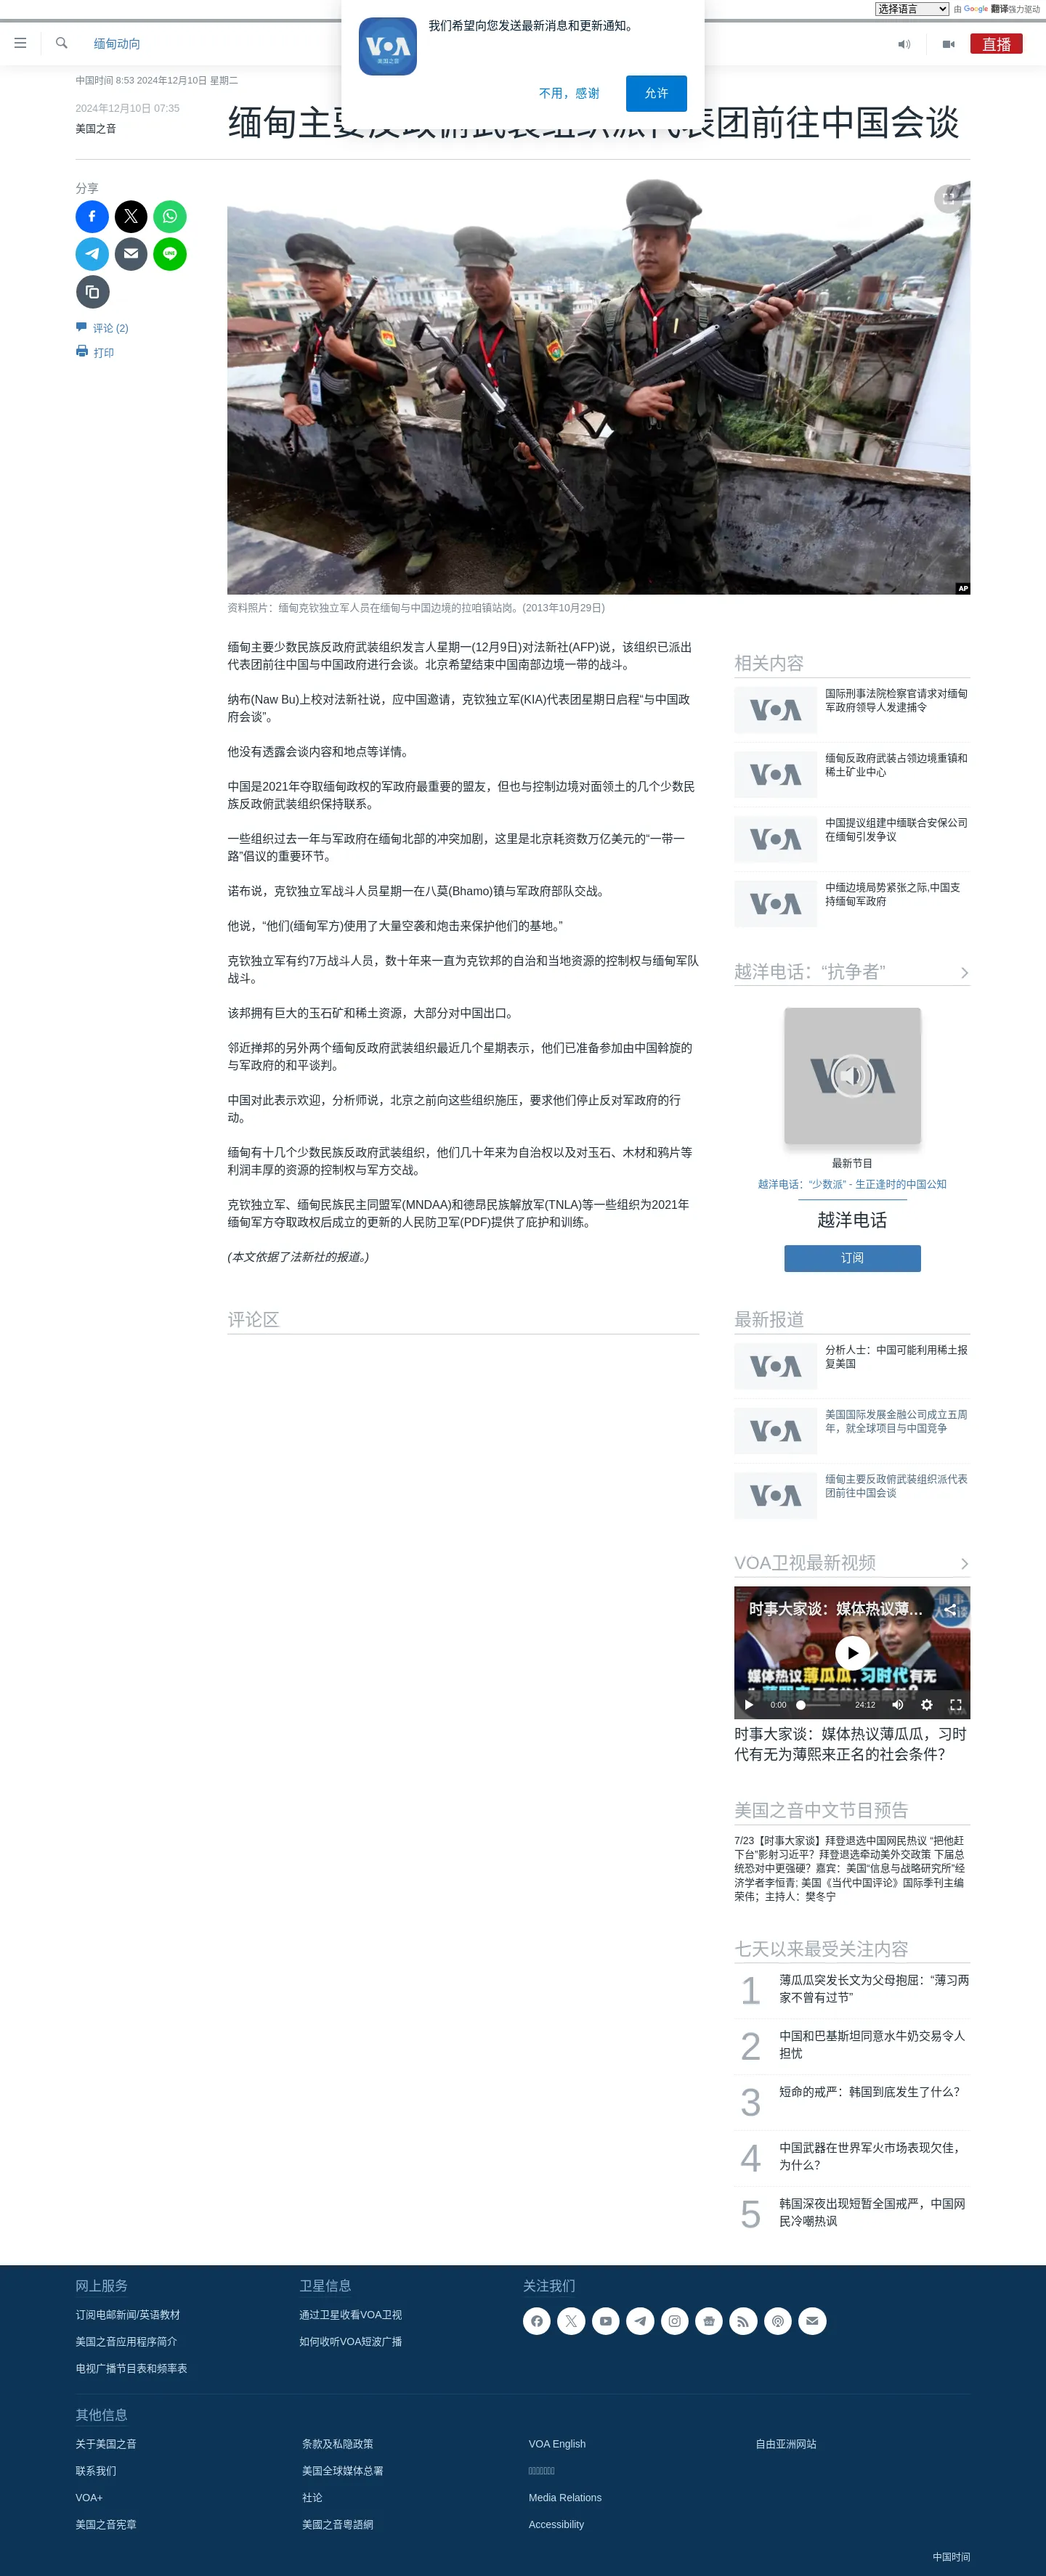 选择语言 由 Google 翻译强力驱动
我们希望向您发送最新消息和更新通知。
VOA
美国之音
不用，感谢
允许
缅甸动向
直播
中国时间 8:53 2024年12月10日 星期二
2024年12月10日 07:35
美国之音
缅甸主要反政俯武装组织派代表团前往中国会谈
分享
评论 (2)
打印
AP
资料照片：缅甸克钦独立军人员在缅甸与中国边境的拉咱镇站岗。(2013年10月29日)
缅甸主要少数民族反政府武装组织发言人星期一(12月9日)对法新社(AFP)说，该组织已派出
代表团前往中国与中国政府进行会谈。北京希望结束中国南部边境一带的战斗。
纳布(Naw Bu)上校对法新社说，应中国邀请，克钦独立军(KIA)代表团星期日启程“与中国政
府会谈”。
他没有透露会谈内容和地点等详情。
中国是2021年夺取缅甸政权的军政府最重要的盟友，但也与控制边境对面领土的几个少数民
族反政俯武装组织保持联系。
一些组织过去一年与军政府在缅甸北部的冲突加剧，这里是北京耗资数万亿美元的“一带一
路”倡议的重要环节。
诺布说，克钦独立军战斗人员星期一在八莫(Bhamo)镇与军政府部队交战。
他说，“他们(缅甸军方)使用了大量空袭和炮击来保护他们的基地。”
克钦独立军有约7万战斗人员，数十年来一直为克钦邦的自治和当地资源的控制权与缅甸军队
战斗。
该邦拥有巨大的玉石矿和稀土资源，大部分对中国出口。
邻近掸邦的另外两个缅甸反政府武装组织最近几个星期表示，他们已准备参加由中国斡旋的
与军政府的和平谈判。
中国对此表示欢迎，分析师说，北京之前向这些组织施压，要求他们停止反对军政府的行
动。
缅甸有十几个少数民族反政府武装组织，他们几十年来为自治权以及对玉石、木材和鸦片等
利润丰厚的资源的控制权与军方交战。
克钦独立军、缅甸民族民主同盟军(MNDAA)和德昂民族解放军(TNLA)等一些组织为2021年
缅甸军方夺取政权后成立的更新的人民防卫军(PDF)提供了庇护和训练。
(本文依据了法新社的报道。)
评论区
相关内容
VOA
国际刑事法院检察官请求对缅甸
军政府领导人发逮捕令
VOA
缅甸反政府武装占领边境重镇和
稀土矿业中心
VOA
中国提议组建中缅联合安保公司
在缅甸引发争议
VOA
中缅边境局势紧张之际,中国支
持缅甸军政府
越洋电话：“抗争者”
VOA
最新节目
越洋电话：“少数派” - 生正逢时的中国公知
越洋电话
订阅
最新报道
VOA
分析人士：中国可能利用稀土报
复美国
VOA
美国国际发展金融公司成立五周
年，就全球项目与中国竞争
VOA
缅甸主要反政俯武装组织派代表
团前往中国会谈
VOA卫视最新视频
时事大家谈：媒体热议薄…
媒体热议薄瓜瓜，习时代有无
为薄熙来正名的社会条件？
0:00
24:12
时事大家谈：媒体热议薄瓜瓜，习时
代有无为薄熙来正名的社会条件？
美国之音中文节目预告
7/23【时事大家谈】拜登退选中国网民热议 “把他赶
下台”影射习近平？拜登退选牵动美外交政策 下届总
统恐对中更强硬？嘉宾：美国“信息与战略研究所”经
济学者李恒青; 美国《当代中国评论》国际季刊主编
荣伟；主持人：樊冬宁
七天以来最受关注内容
1
薄瓜瓜突发长文为父母抱屈：“薄习两
家不曾有过节”
2
中国和巴基斯坦同意水牛奶交易令人
担忧
3
短命的戒严：韩国到底发生了什么？
4
中国武器在世界军火市场表现欠佳，
为什么？
5
韩国深夜出现短暂全国戒严，中国网
民冷嘲热讽
网上服务
订阅电邮新闻/英语教材
美国之音应用程序简介
电视广播节目表和频率表
卫星信息
通过卫星收看VOA卫视
如何收听VOA短波广播
关注我们
其他信息
关于美国之音
联系我们
VOA+
美国之音宪章
条款及私隐政策
美国全球媒体总署
社论
美國之音粵語網
VOA English
Media Relations
Accessibility
自由亚洲网站
中国时间